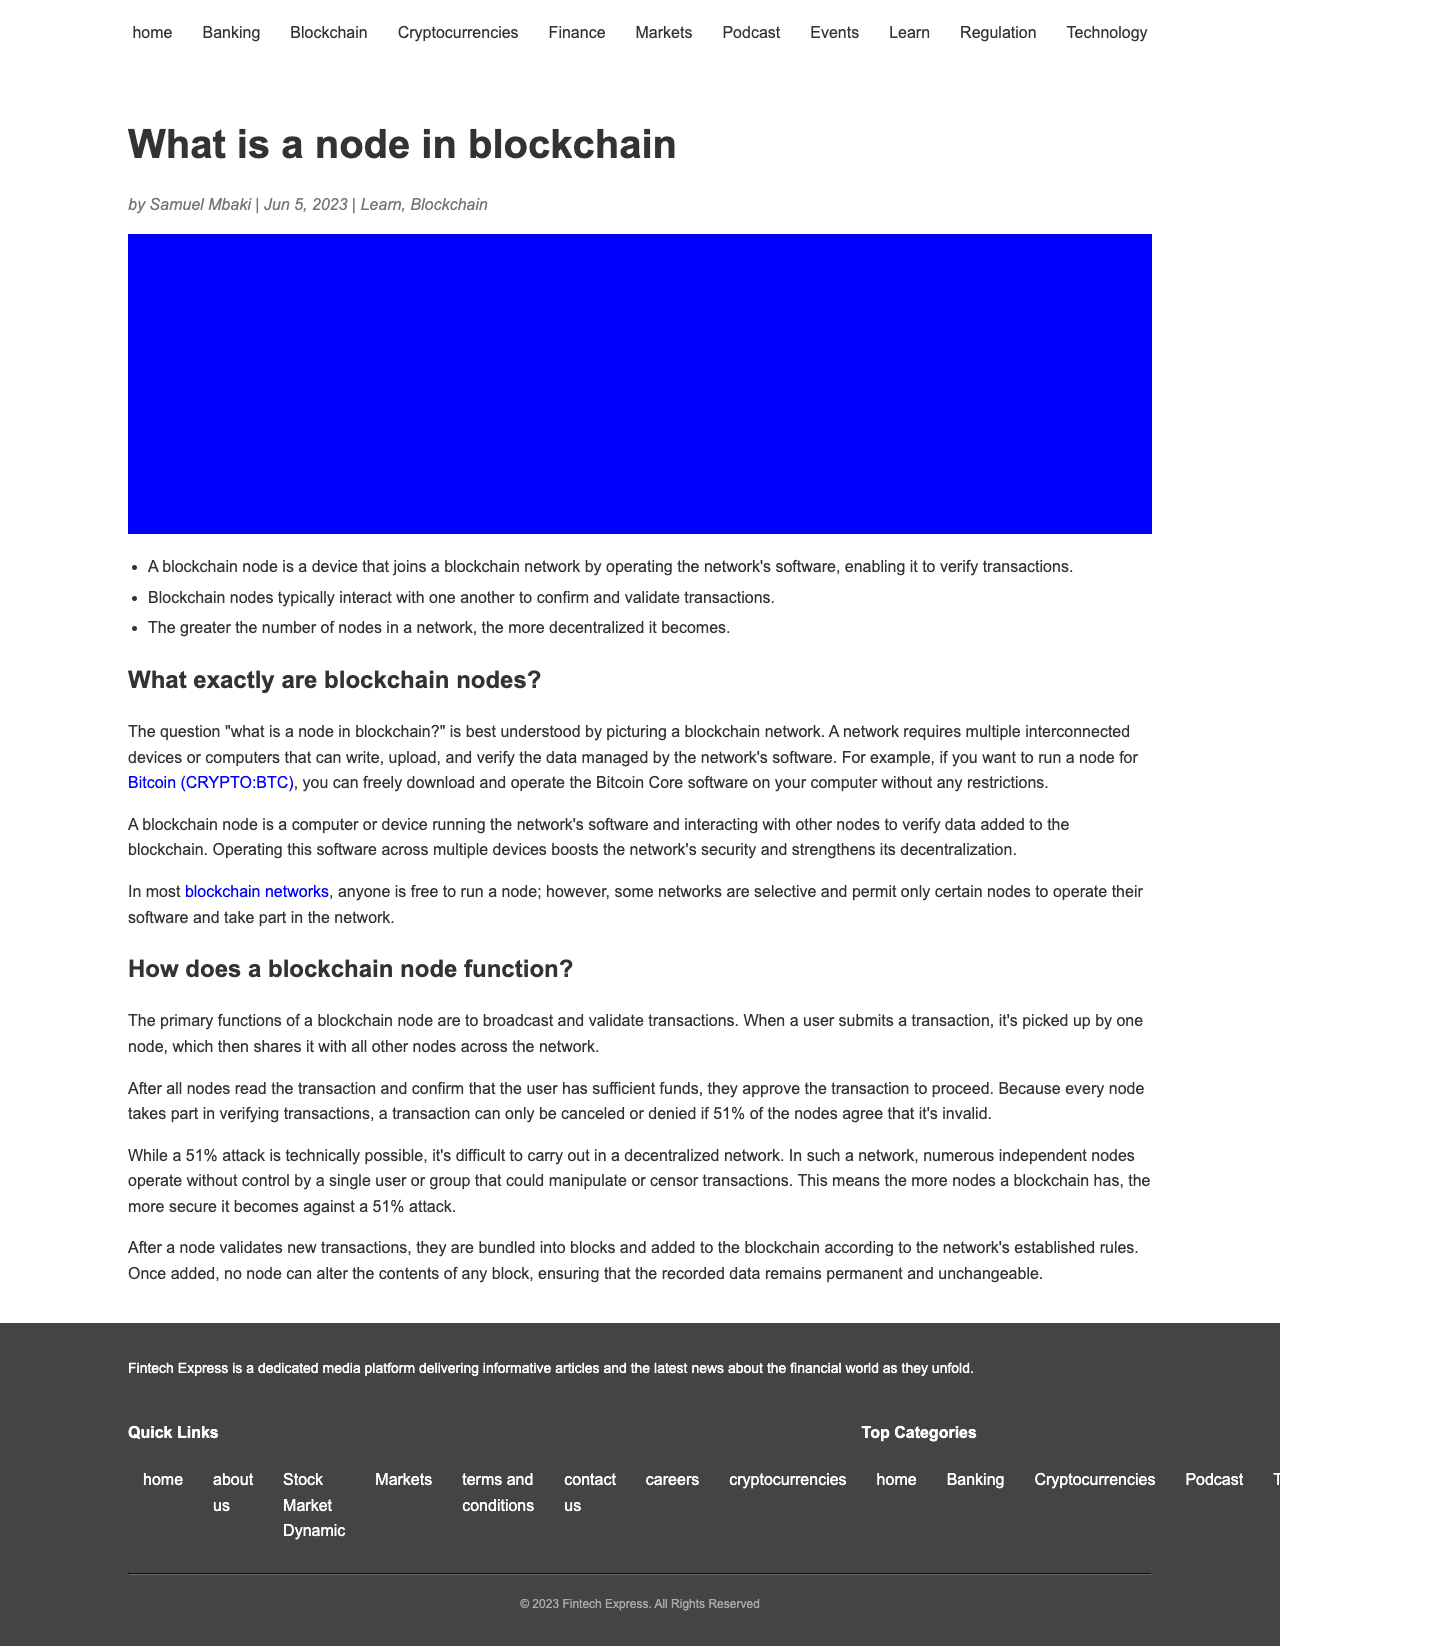 home Banking Blockchain Cryptocurrencies Finance Markets Podcast Events Learn Regulation Technology
What is a node in blockchain
by Samuel Mbaki | Jun 5, 2023 | Learn, Blockchain
• A blockchain node is a device that joins a blockchain network by operating the network's software, enabling it to verify transactions.
• Blockchain nodes typically interact with one another to confirm and validate transactions.
• The greater the number of nodes in a network, the more decentralized it becomes.
What exactly are blockchain nodes?
The question "what is a node in blockchain?" is best understood by picturing a blockchain network. A network requires multiple interconnected
devices or computers that can write, upload, and verify the data managed by the network's software. For example, if you want to run a node for
Bitcoin (CRYPTO:BTC), you can freely download and operate the Bitcoin Core software on your computer without any restrictions.
A blockchain node is a computer or device running the network's software and interacting with other nodes to verify data added to the
blockchain. Operating this software across multiple devices boosts the network's security and strengthens its decentralization.
In most blockchain networks, anyone is free to run a node; however, some networks are selective and permit only certain nodes to operate their
software and take part in the network.
How does a blockchain node function?
The primary functions of a blockchain node are to broadcast and validate transactions. When a user submits a transaction, it's picked up by one
node, which then shares it with all other nodes across the network.
After all nodes read the transaction and confirm that the user has sufficient funds, they approve the transaction to proceed. Because every node
takes part in verifying transactions, a transaction can only be canceled or denied if 51% of the nodes agree that it's invalid.
While a 51% attack is technically possible, it's difficult to carry out in a decentralized network. In such a network, numerous independent nodes
operate without control by a single user or group that could manipulate or censor transactions. This means the more nodes a blockchain has, the
more secure it becomes against a 51% attack.
After a node validates new transactions, they are bundled into blocks and added to the blockchain according to the network's established rules.
Once added, no node can alter the contents of any block, ensuring that the recorded data remains permanent and unchangeable.
Fintech Express is a dedicated media platform delivering informative articles and the latest news about the financial world as they unfold.
Quick Links
home
about
us
Stock
Market
Dynamic
Markets
terms and
conditions
contact
us
careers
cryptocurrencies
Top Categories
home
Banking
Cryptocurrencies
Podcast
© 2023 Fintech Express. All Rights Reserved